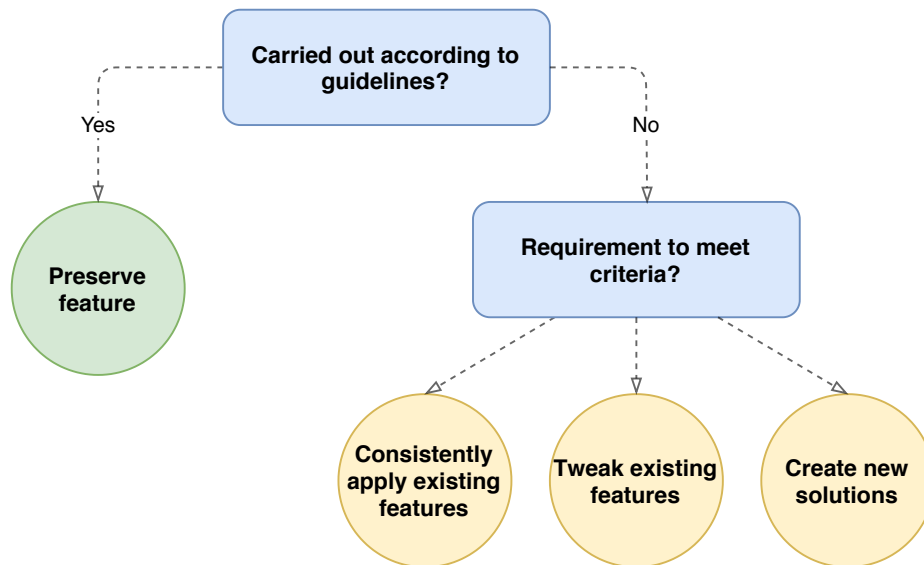 Carried out according to
guidelines?
Yes
No
Preserve
feature
Requirement to meet
criteria?
Consistently
apply existing
features
Tweak existing
features
Create new
solutions